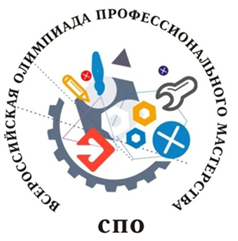 ВСЕРОССИЙСКАЯ ОЛИМПИАДА ПРОФЕССИОНАЛЬНОГО МАСТЕРСТВА
СПО